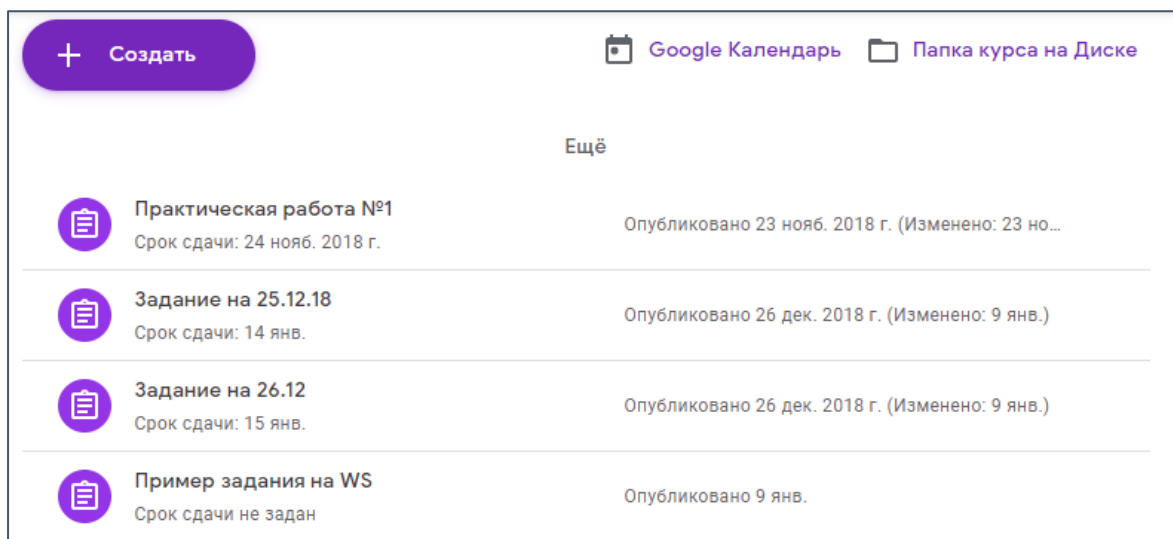 Создать
Google Календарь
Папка курса на Диске
Ещё
Практическая работа №1
Срок сдачи: 24 нояб. 2018 г.
Опубликовано 23 нояб. 2018 г. (Изменено: 23 но...
Задание на 25.12.18
Срок сдачи: 14 янв.
Опубликовано 26 дек. 2018 г. (Изменено: 9 янв.)
Задание на 26.12
Срок сдачи: 15 янв.
Опубликовано 26 дек. 2018 г. (Изменено: 9 янв.)
Пример задания на WS
Срок сдачи не задан
Опубликовано 9 янв.